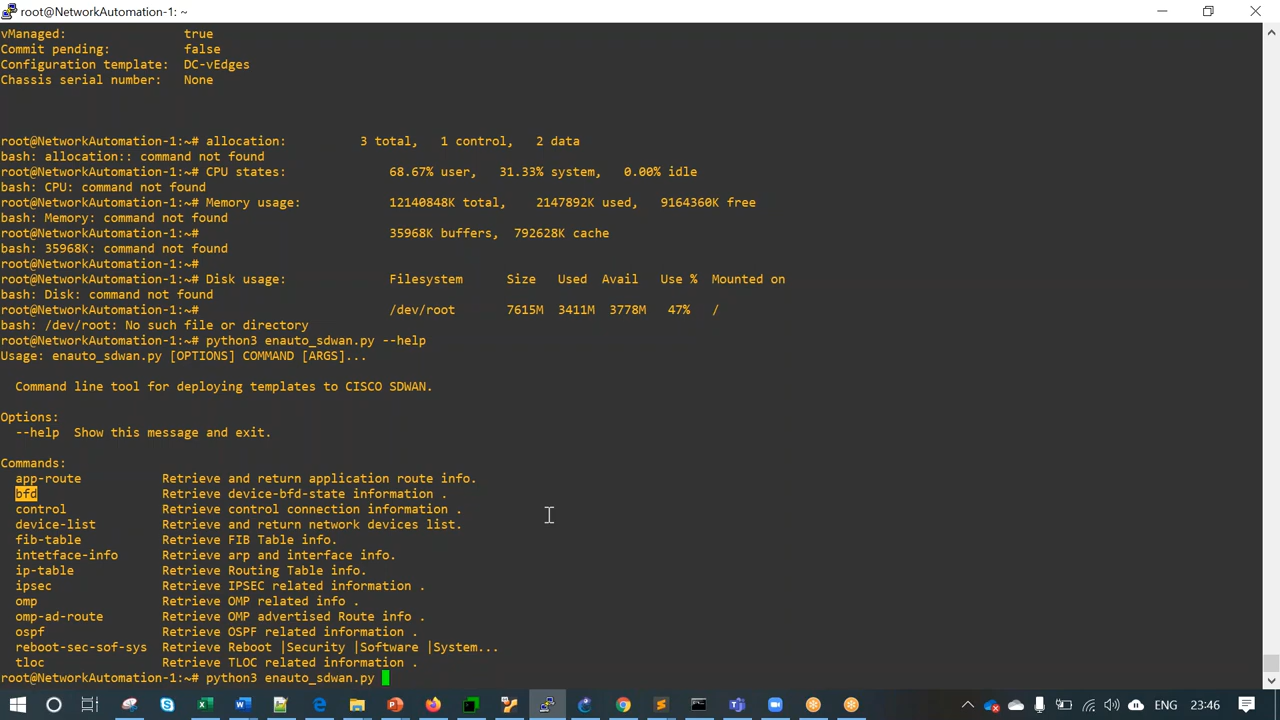 root@NetworkAutomation-1: ~
vManaged: true
Commit pending: false
Configuration template: DC-vEdges
Chassis serial number: None
root@NetworkAutomation-1:~# allocation: 3 total, 1 control, 2 data
bash: allocation:: command not found
root@NetworkAutomation-1:~# CPU states: 68.67% user, 31.33% system, 0.00% idle
bash: CPU: command not found
root@NetworkAutomation-1:~# Memory usage: 12140848K total, 2147892K used, 9164360K free
bash: Memory: command not found
root@NetworkAutomation-1:~# 35968K buffers, 792628K cache
bash: 35968K: command not found
root@NetworkAutomation-1:~#
root@NetworkAutomation-1:~# Disk usage: Filesystem Size Used Avail Use % Mounted on
bash: Disk: command not found
root@NetworkAutomation-1:~# /dev/root 7615M 3411M 3778M 47% /
bash: /dev/root: No such file or directory
root@NetworkAutomation-1:~# python3 enauto_sdwan.py --help
Usage: enauto_sdwan.py [OPTIONS] COMMAND [ARGS]...
Command line tool for deploying templates to CISCO SDWAN.
Options:
--help Show this message and exit.
Commands:
app-route Retrieve and return application route info.
bfd Retrieve device-bfd-state information .
control Retrieve control connection information .
device-list Retrieve and return network devices list.
fib-table Retrieve FIB Table info.
intetface-info Retrieve arp and interface info.
ip-table Retrieve Routing Table info.
ipsec Retrieve IPSEC related information .
omp Retrieve OMP related info .
omp-ad-route Retrieve OMP advertised Route info .
ospf Retrieve OSPF related information .
reboot-sec-sof-sys Retrieve Reboot |Security |Software |System...
tloc Retrieve TLOC related information .
root@NetworkAutomation-1:~# python3 enauto_sdwan.py
ENG 23:46